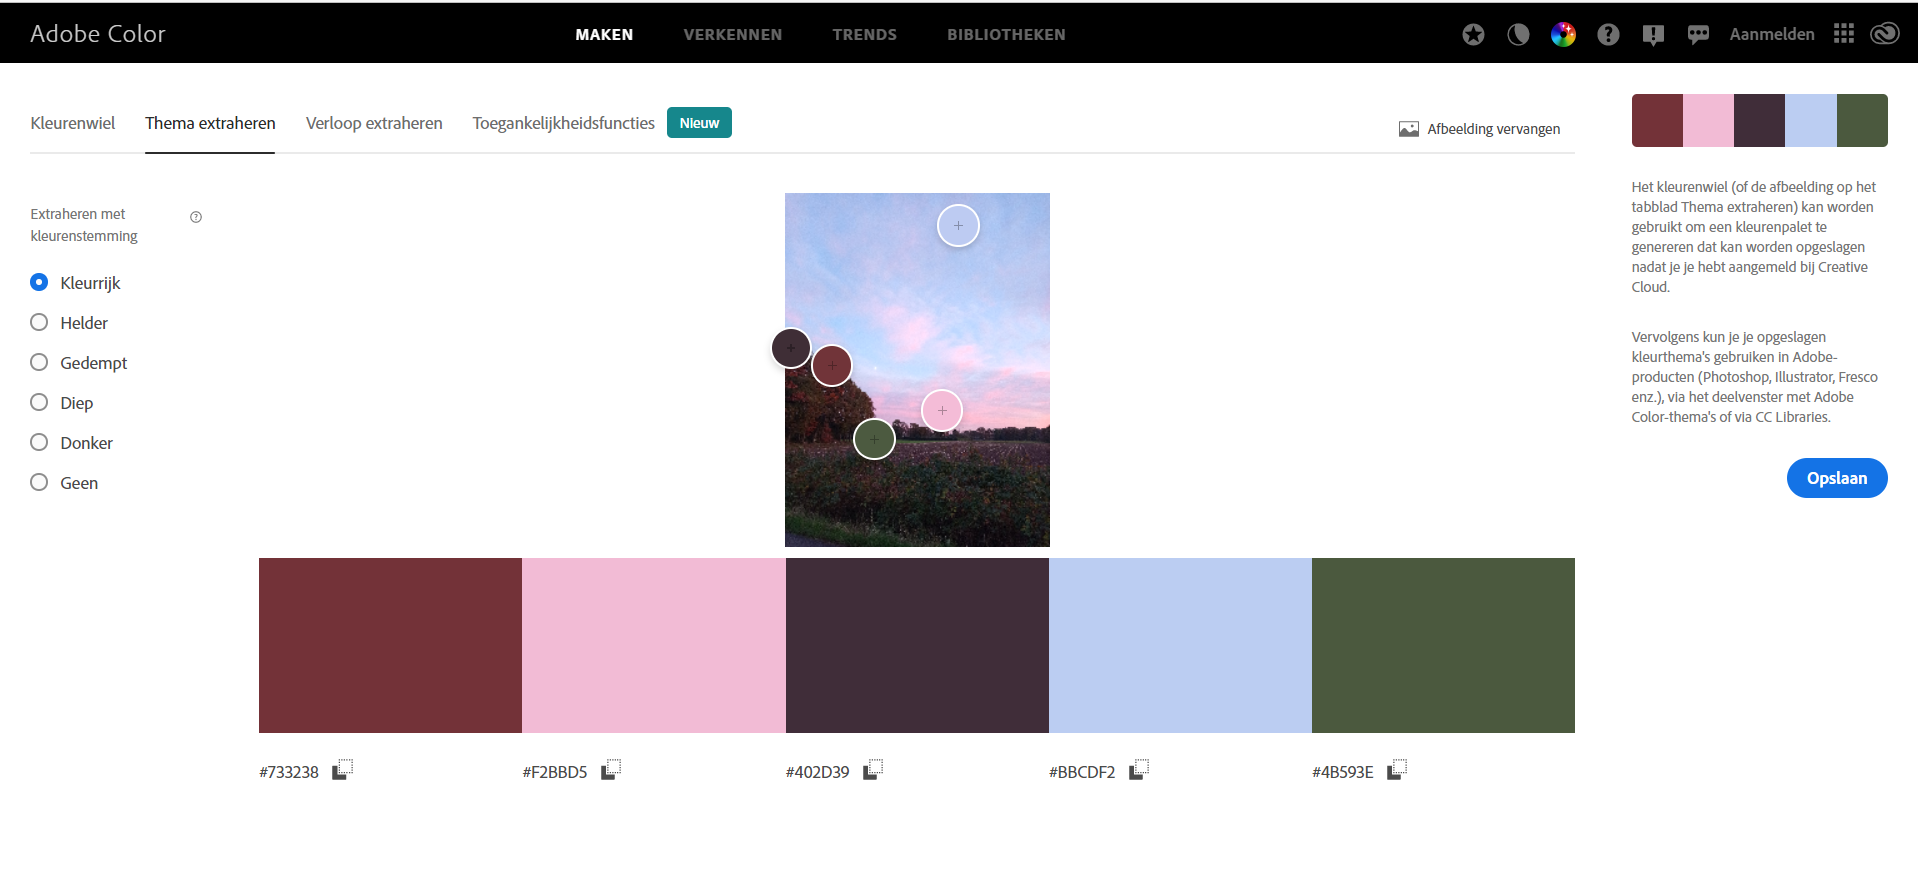 Adobe Color
MAKEN
VERKENNEN
TRENDS
BIBLIOTHEKEN
Aanmelden
Kleurenwiel
Thema extraheren
Verloop extraheren
Toegankelijkheidsfuncties
Nieuw
Afbeelding vervangen
Extraheren met
kleurenstemming
Kleurrijk
Helder
Gedempt
Diep
Donker
Geen
Het kleurenwiel (of de afbeelding op het
tabblad Thema extraheren) kan worden
gebruikt om een kleurenpalet te
genereren dat kan worden opgeslagen
nadat je je hebt aangemeld bij Creative
Cloud.
Vervolgens kun je je opgeslagen
kleurthema's gebruiken in Adobe-
producten (Photoshop, Illustrator, Fresco
enz.), via het deelvenster met Adobe
Color-thema's of via CC Libraries.
Opslaan
#733238
#F2BBD5
#402D39
#BBCDF2
#4B593E